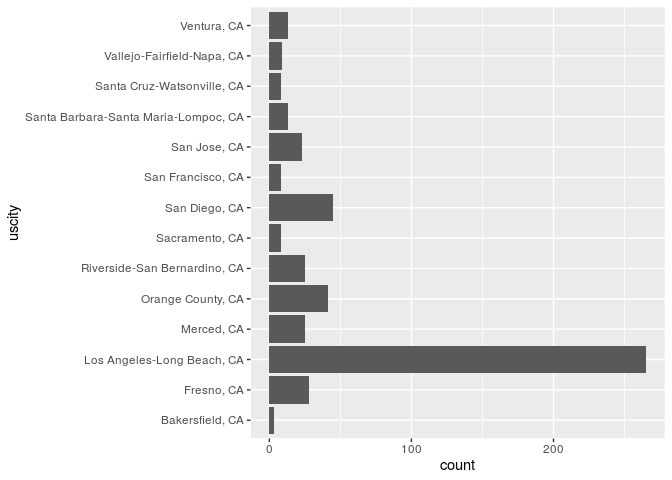 Ventura, CA
Vallejo-Fairfield-Napa, CA
Santa Cruz-Watsonville, CA
Santa Barbara-Santa Maria-Lompoc, CA
San Jose, CA
San Francisco, CA
San Diego, CA
Sacramento, CA
Riverside-San Bernardino, CA
Orange County, CA
Merced, CA
Los Angeles-Long Beach, CA
Fresno, CA
Bakersfield, CA
uscity
0 100 200
count